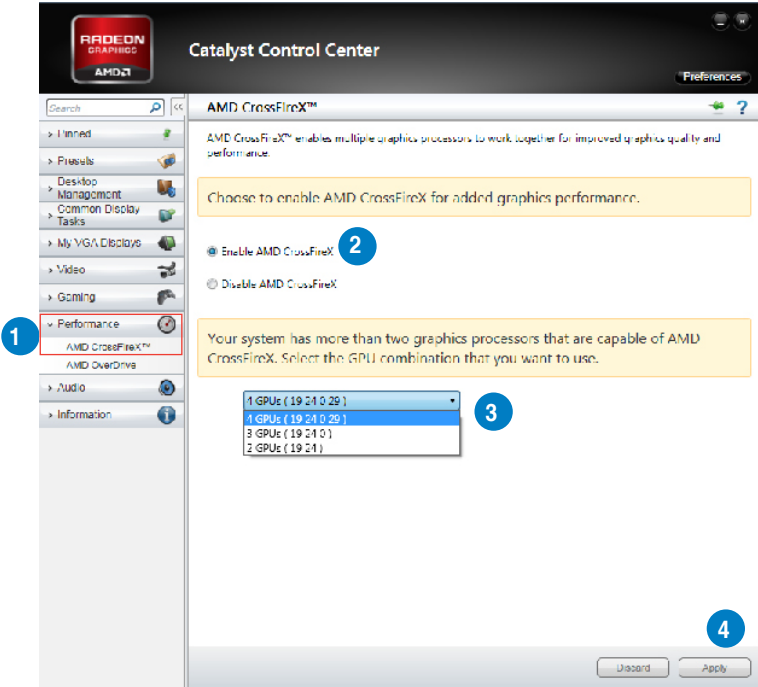 RADEON
GRAPHICS
AMD
Catalyst Control Center
Preferences
Search
<<
AMD CrossFireX™
?
Pinned
Presets
Desktop
Management
Common Display
Tasks
My VGA Displays
Video
Gaming
Performance
AMD CrossFireX™
AMD OverDrive
Audio
Information
1
AMD CrossFireX™ enables multiple graphics processors to work together for improved graphics quality and
performance.
Choose to enable AMD CrossFireX for added graphics performance.
Enable AMD CrossFireX
2
Disable AMD CrossFireX
Your system has more than two graphics processors that are capable of AMD
CrossFireX. Select the GPU combination that you want to use.
4 GPUs ( 19 24 0 29 )
4 GPUs ( 19 24 0 29 )
3 GPUs ( 19 24 0 )
2 GPUs ( 19 24 )
3
4
Discard
Apply